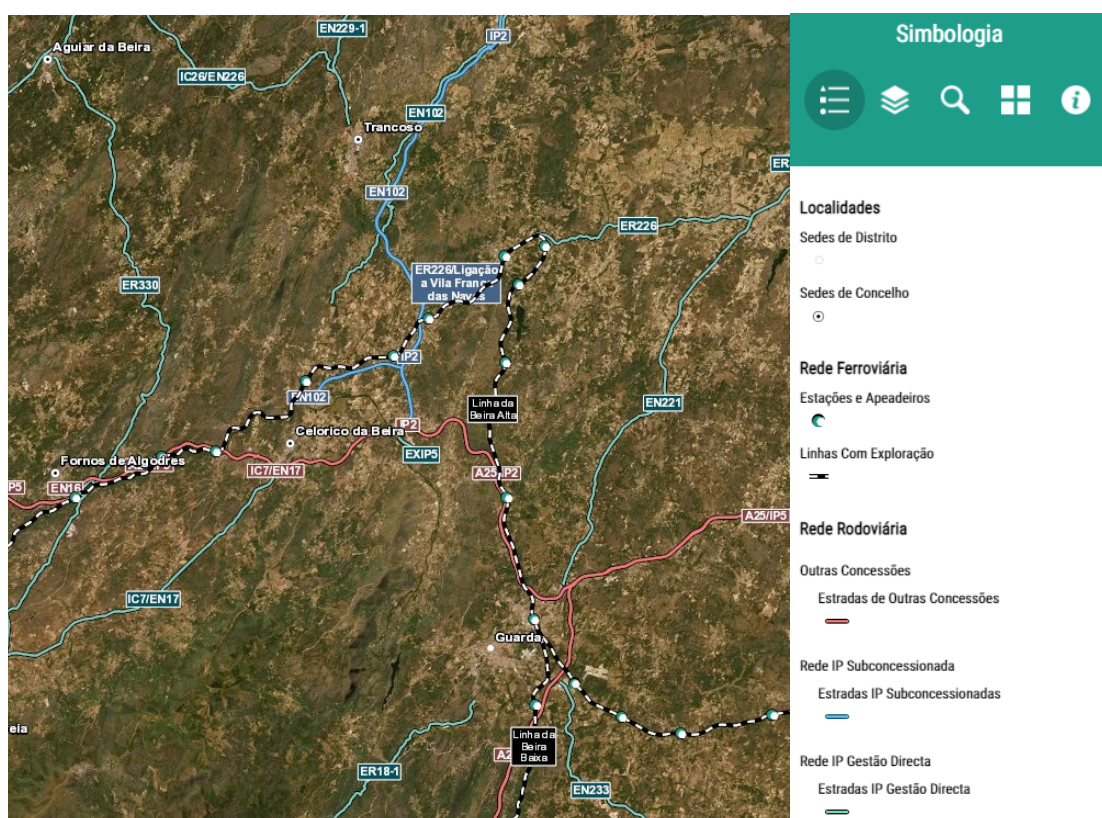 Aguiar da Beira
EN229-1
IP2
IC26/EN226
EN102
Trancoso
ER
EN102
ER226
ER226/Ligação
a Vila Franca
das Naves
ER330
IP2
EN102
Linha da
Beira Alta
EN221
IP2
Celorico da Beira
EXIP5
Fornos de Algodres
IC7/EN17
A25/IP2
P5
EN16
A25/IP5
IC7/EN17
Guarda
eia
Linha da
Beira
Baixa
A2
ER18-1
EN233
Simbologia
Localidades
Sedes de Distrito
Sedes de Concelho
Rede Ferroviária
Estações e Apeadeiros
Linhas Com Exploração
Rede Rodoviária
Outras Concessões
Estradas de Outras Concessões
Rede IP Subconcessionada
Estradas IP Subconcessionadas
Rede IP Gestão Directa
Estradas IP Gestão Directa